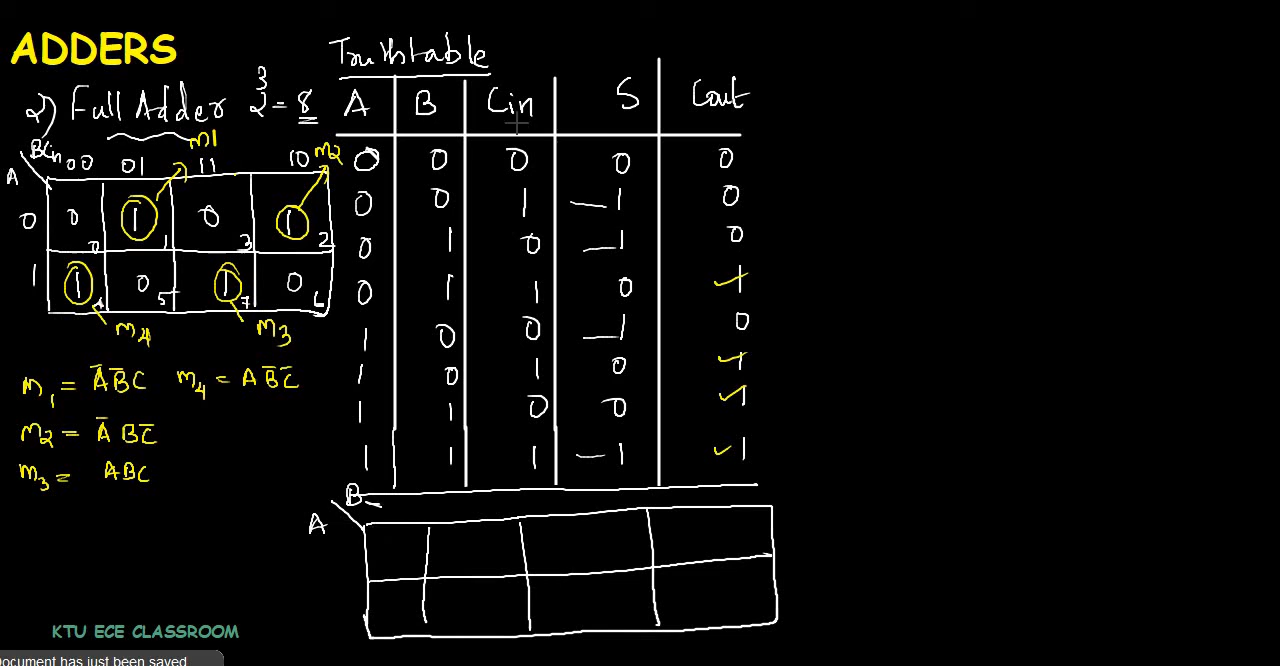 ADDERS
Truthtable
2) Full Adder 2³ = 8
A B Cin S Cout
0 0 0 0 0
0 0 1 1 0
0 1 0 1 0
0 1 1 0 1
1 0 0 1 0
1 0 1 0 1
1 1 0 0 1
1 1 1 1 1
m1 m2
BCin 00 01 11 10
A
0 0 1 0 1
0 1 3 2
1 1 0 1 0
4 5 7 6
m4 m3
m1 = A̅ B̅ C m4 = A B̅ C̅
m2 = A̅ B C̅
m3 = A B C
B
A
KTU ECE CLASSROOM
Document has just been saved